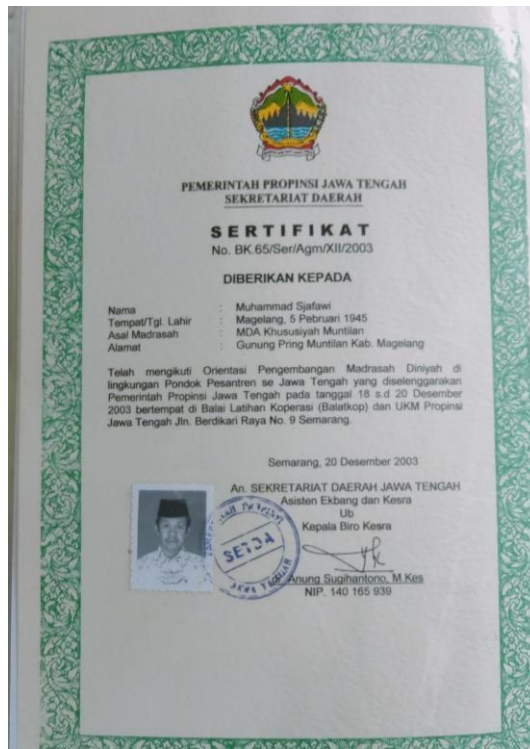 PEMERINTAH PROPINSI JAWA TENGAH
SEKRETARIAT DAERAH
SERTIFIKAT
No. BK.65/Ser/Agm/XII/2003
DIBERIKAN KEPADA
Nama : Muhammad Sjafawi
Tempat/Tgl. Lahir : Magelang, 5 Pebruari 1945
Asal Madrasah : MDA Khususiyah Muntilan
Alamat : Gunung Pring Muntilan Kab. Magelang
Telah mengikuti Orientasi Pengembangan Madrasah Diniyah di
lingkungan Pondok Pesantren se Jawa Tengah yang diselenggarakan
Pemerintah Propinsi Jawa Tengah pada tanggal 18 s.d 20 Desember
2003 bertempat di Balai Latihan Koperasi (Balatkop) dan UKM Propinsi
Jawa Tengah Jln. Berdikari Raya No. 9 Semarang.
Semarang, 20 Desember 2003
An. SEKRETARIAT DAERAH JAWA TENGAH
Asisten Ekbang dan Kesra
Ub
Kepala Biro Kesra
SETDA
JAWA TENGAH
Anung Sugihantono, M.Kes
NIP. 140 165 939